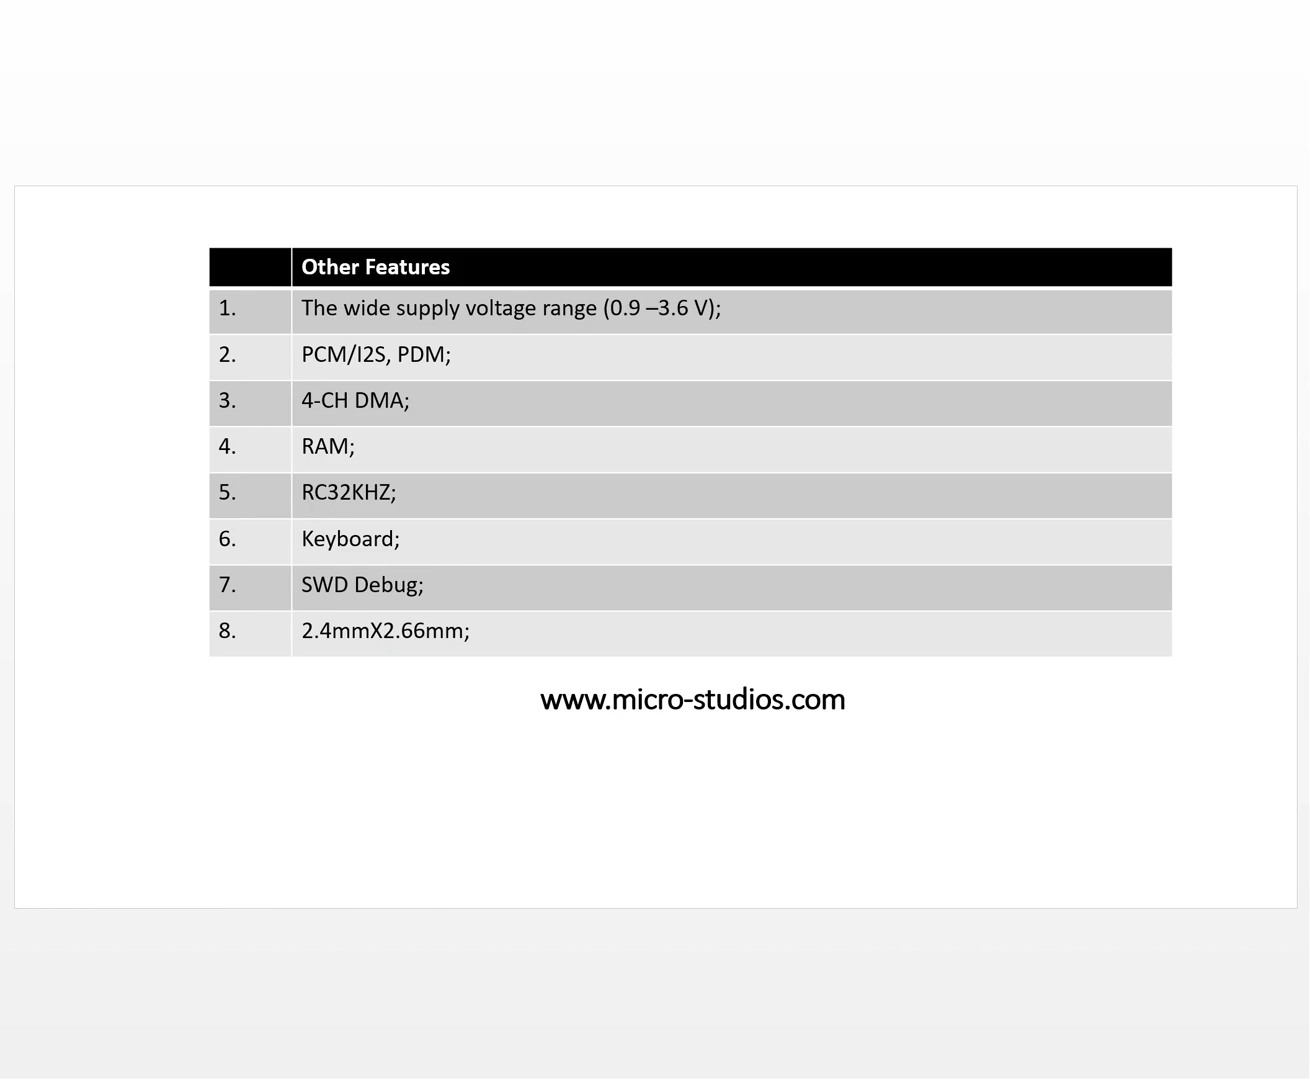 Other Features
1. The wide supply voltage range (0.9 –3.6 V);
2. PCM/I2S, PDM;
3. 4-CH DMA;
4. RAM;
5. RC32KHZ;
6. Keyboard;
7. SWD Debug;
8. 2.4mmX2.66mm;
www.micro-studios.com